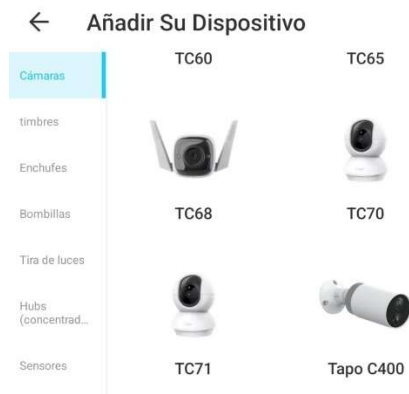 ← Añadir Su Dispositivo
Cámaras
timbres
Enchufes
Bombillas
Tira de luces
Hubs
(concentrad...
Sensores
TC60 TC65
TC68 TC70
TC71 Tapo C400